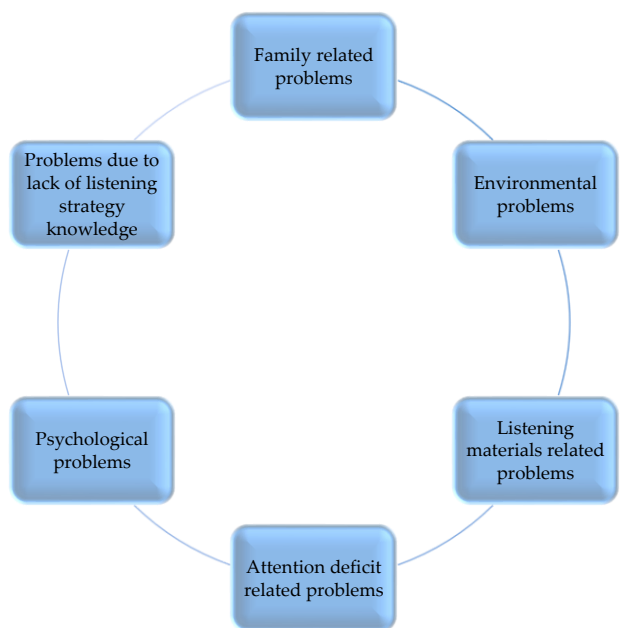 Family related
problems
Environmental
problems
Listening
materials related
problems
Attention deficit
related problems
Psychological
problems
Problems due to
lack of listening
strategy
knowledge